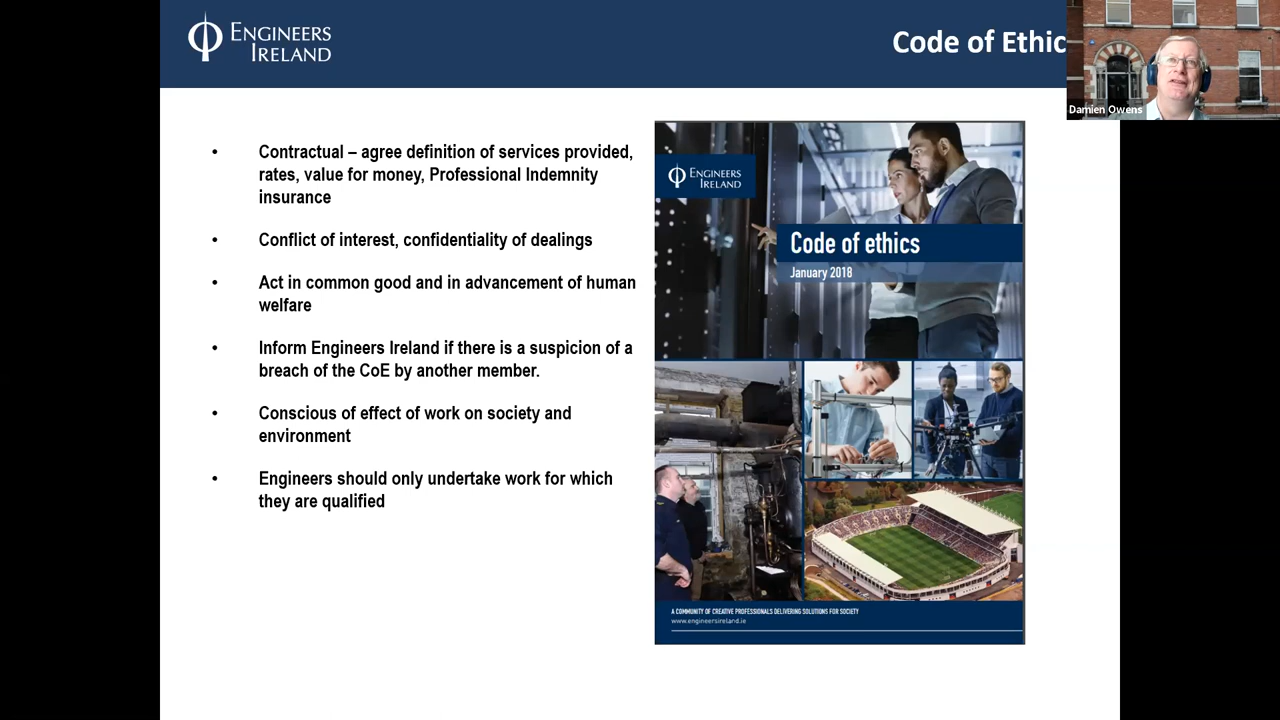 ENGINEERS
IRELAND
Code of Ethic
Damien Owens
• Contractual – agree definition of services provided,
rates, value for money, Professional Indemnity
insurance
• Conflict of interest, confidentiality of dealings
• Act in common good and in advancement of human
welfare
• Inform Engineers Ireland if there is a suspicion of a
breach of the CoE by another member.
• Conscious of effect of work on society and
environment
• Engineers should only undertake work for which
they are qualified
ENGINEERS
IRELAND
Code of ethics
January 2018
A COMMUNITY OF CREATIVE PROFESSIONALS DELIVERING SOLUTIONS FOR SOCIETY
www.engineersireland.ie